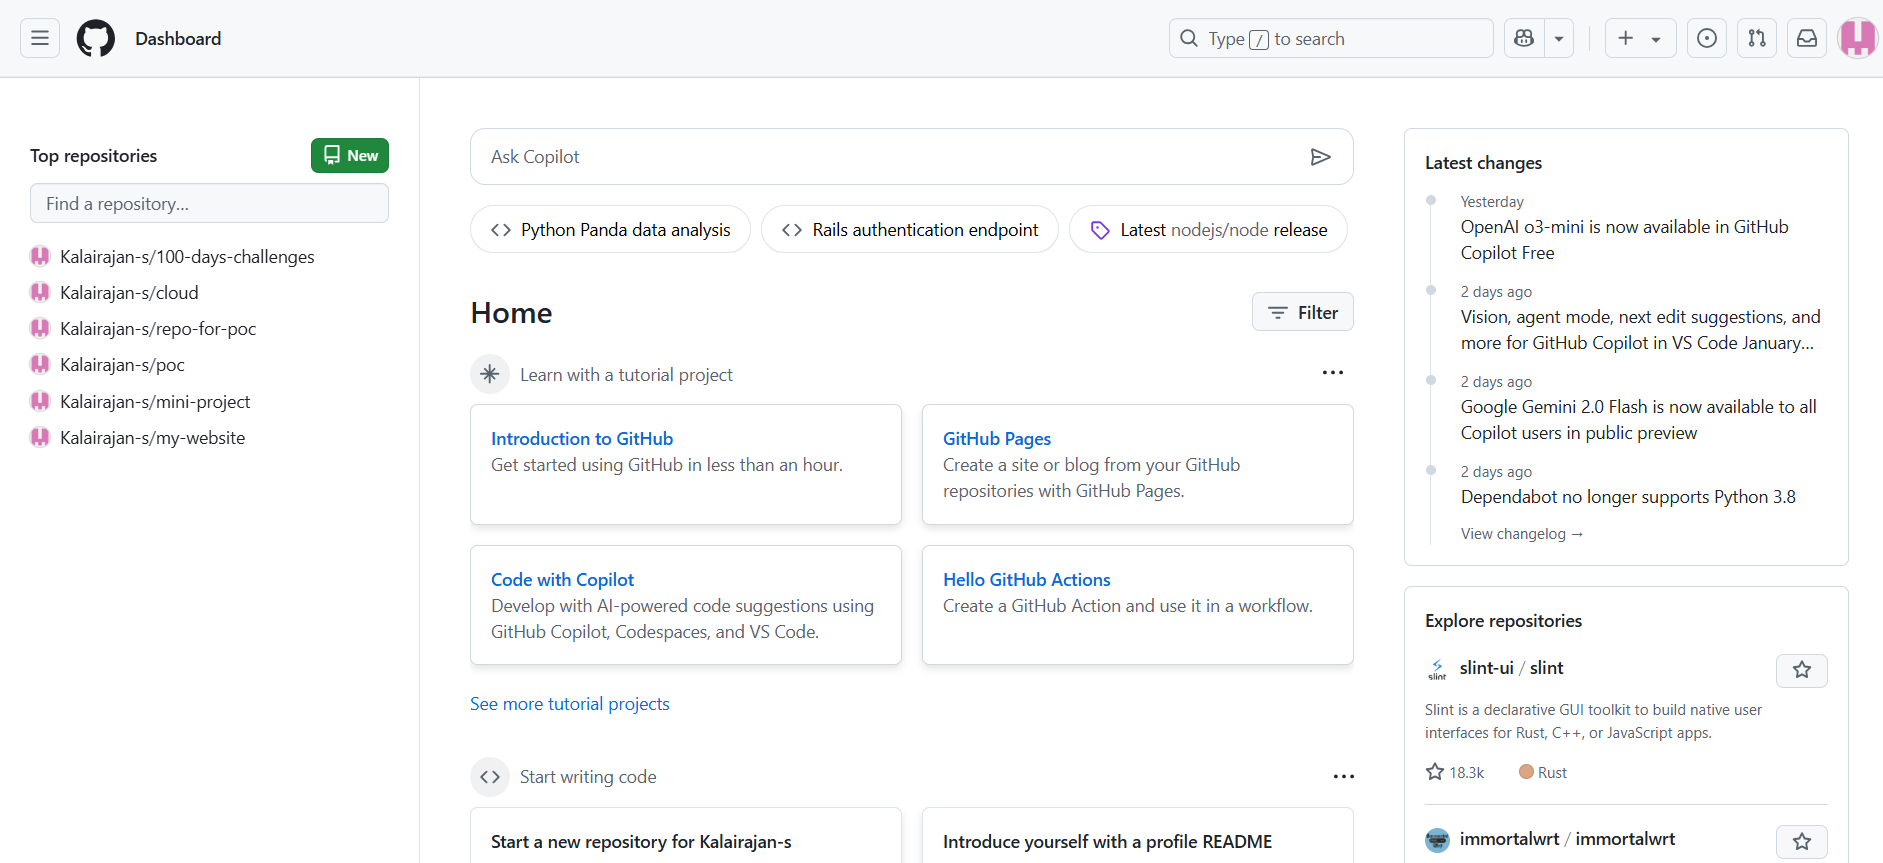 Dashboard
Type / to search
Top repositories
New
Find a repository...
Kalairajan-s/100-days-challenges
Kalairajan-s/cloud
Kalairajan-s/repo-for-poc
Kalairajan-s/poc
Kalairajan-s/mini-project
Kalairajan-s/my-website
Ask Copilot
Python Panda data analysis
Rails authentication endpoint
Latest nodejs/node release
Home
Filter
Learn with a tutorial project
Introduction to GitHub
Get started using GitHub in less than an hour.
GitHub Pages
Create a site or blog from your GitHub
repositories with GitHub Pages.
Code with Copilot
Develop with AI-powered code suggestions using
GitHub Copilot, Codespaces, and VS Code.
Hello GitHub Actions
Create a GitHub Action and use it in a workflow.
See more tutorial projects
Start writing code
Start a new repository for Kalairajan-s
Introduce yourself with a profile README
Latest changes
Yesterday
OpenAI o3-mini is now available in GitHub
Copilot Free
2 days ago
Vision, agent mode, next edit suggestions, and
more for GitHub Copilot in VS Code January...
2 days ago
Google Gemini 2.0 Flash is now available to all
Copilot users in public preview
2 days ago
Dependabot no longer supports Python 3.8
View changelog →
Explore repositories
slint
slint-ui / slint
Slint is a declarative GUI toolkit to build native user
interfaces for Rust, C++, or JavaScript apps.
18.3k
Rust
immortalwrt / immortalwrt